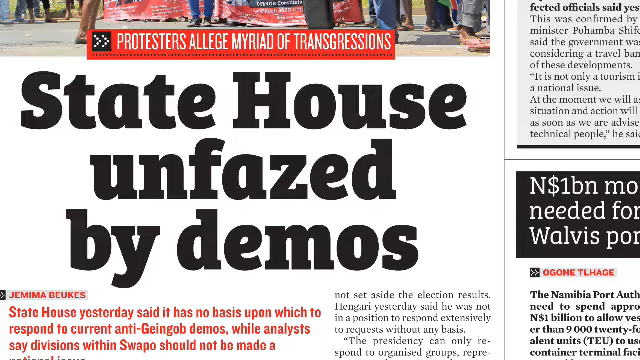 PROTESTERS ALLEGE MYRIAD OF TRANSGRESSIONS
State House
unfazed
by demos
JEMIMA BEUKES
State House yesterday said it has no basis upon which to
respond to current anti-Geingob demos, while analysts
say divisions within Swapo should not be made a
national issue.
not set aside the election results.
Hengari yesterday said he was not
in a position to respond extensively
to requests without any basis.
"The presidency can only re-
spond to organised groups, repre-
fected officials said yes
This was confirmed by
minister Pohamba Shife
said the government was
considering a travel ban
of these developments.
"It is not only a tourism i
a national issue.
At the moment we will as
situation and action will
as soon as we are advise
technical people," he said
N$1bn mo
needed for
Walvis por
OGONE TLHAGE
The Namibia Port Auth
need to spend appro
N$1 billion to allow ves
er than 9 000 twenty-fo
alent units (TEU) to us
container terminal fo